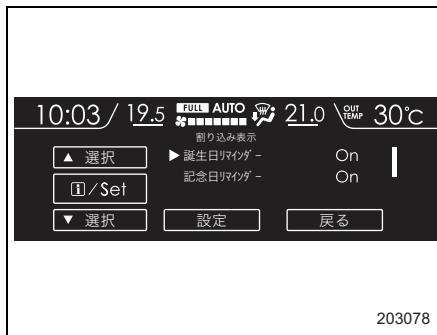 10:03 19.5 FULL AUTO 21.0 OUT TEMP 30℃
割り込み表示
▲ 選択 ▶誕生日ﾘﾏｲﾝﾀﾞｰ On
i/Set 記念日ﾘﾏｲﾝﾀﾞｰ On
▼ 選択 設定 戻る
203078